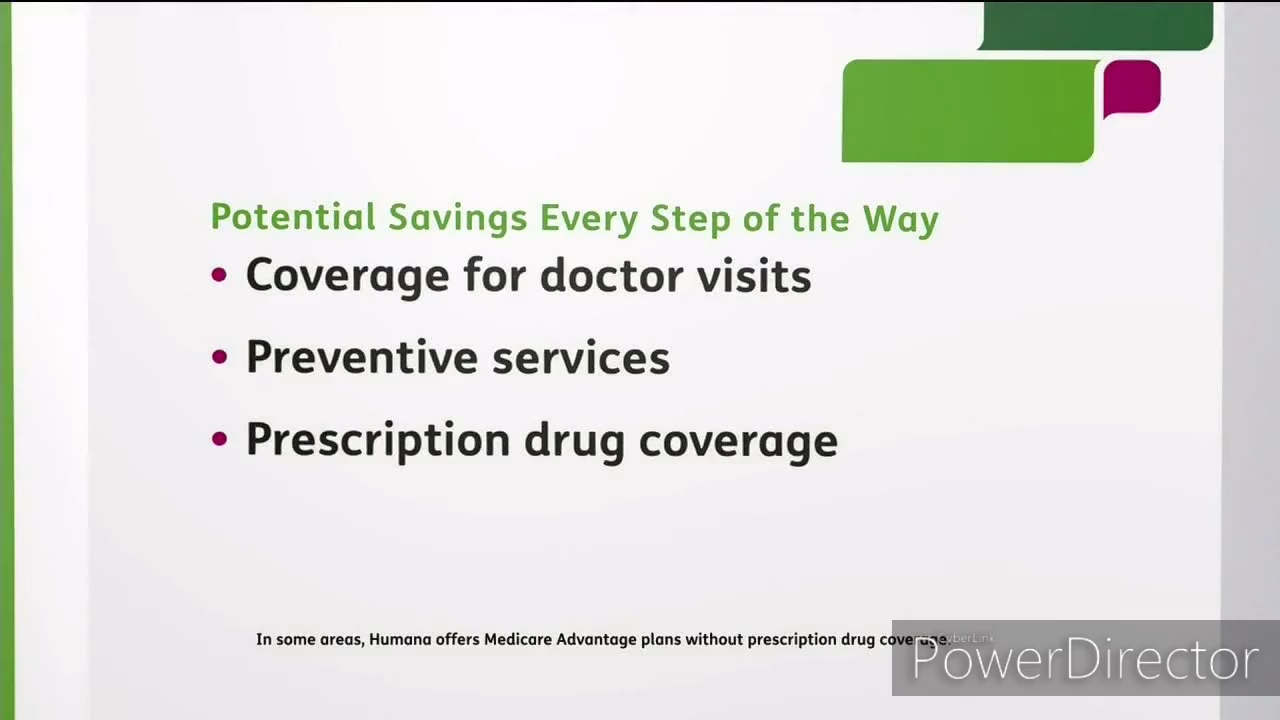 Potential Savings Every Step of the Way
• Coverage for doctor visits
• Preventive services
• Prescription drug coverage
In some areas, Humana offers Medicare Advantage plans without prescription drug coverage.
CyberLink
PowerDirector